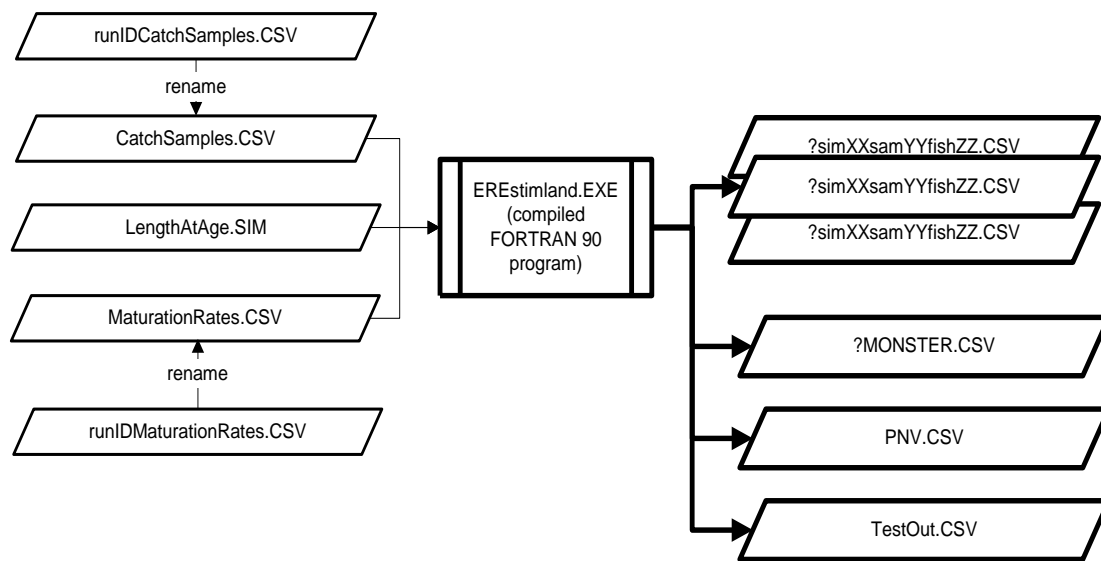 runIDCatchSamples.CSV
rename
CatchSamples.CSV
LengthAtAge.SIM
MaturationRates.CSV
rename
runIDMaturationRates.CSV
EREstimland.EXE
(compiled
FORTRAN 90
program)
?simXXsamYYfishZZ.CSV
?simXXsamYYfishZZ.CSV
?simXXsamYYfishZZ.CSV
?MONSTER.CSV
PNV.CSV
TestOut.CSV